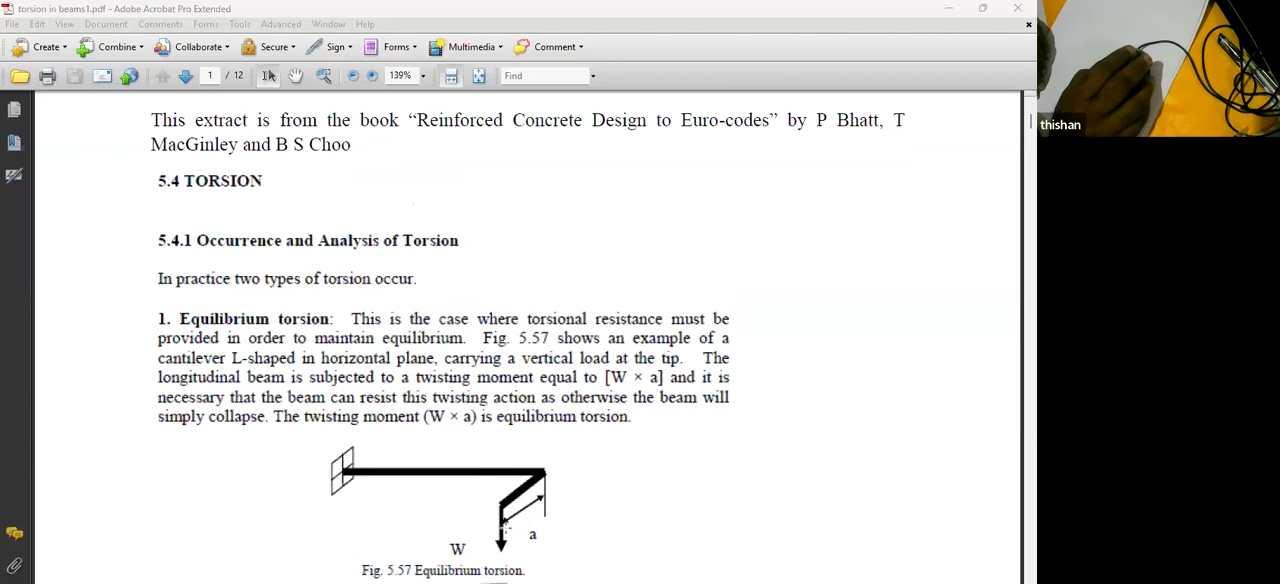 torsion in beams1.pdf - Adobe Acrobat Pro Extended
File Edit View Document Comments Forms Tools Advanced Window Help
Create Combine Collaborate Secure Sign Forms Multimedia Comment
1 / 12 139% Find
thishan
This extract is from the book “Reinforced Concrete Design to Euro-codes” by P Bhatt, T
MacGinley and B S Choo
5.4 TORSION
5.4.1 Occurrence and Analysis of Torsion
In practice two types of torsion occur.
1. Equilibrium torsion: This is the case where torsional resistance must be
provided in order to maintain equilibrium. Fig. 5.57 shows an example of a
cantilever L-shaped in horizontal plane, carrying a vertical load at the tip. The
longitudinal beam is subjected to a twisting moment equal to [W × a] and it is
necessary that the beam can resist this twisting action as otherwise the beam will
simply collapse. The twisting moment (W × a) is equilibrium torsion.
a
W
Fig. 5.57 Equilibrium torsion.